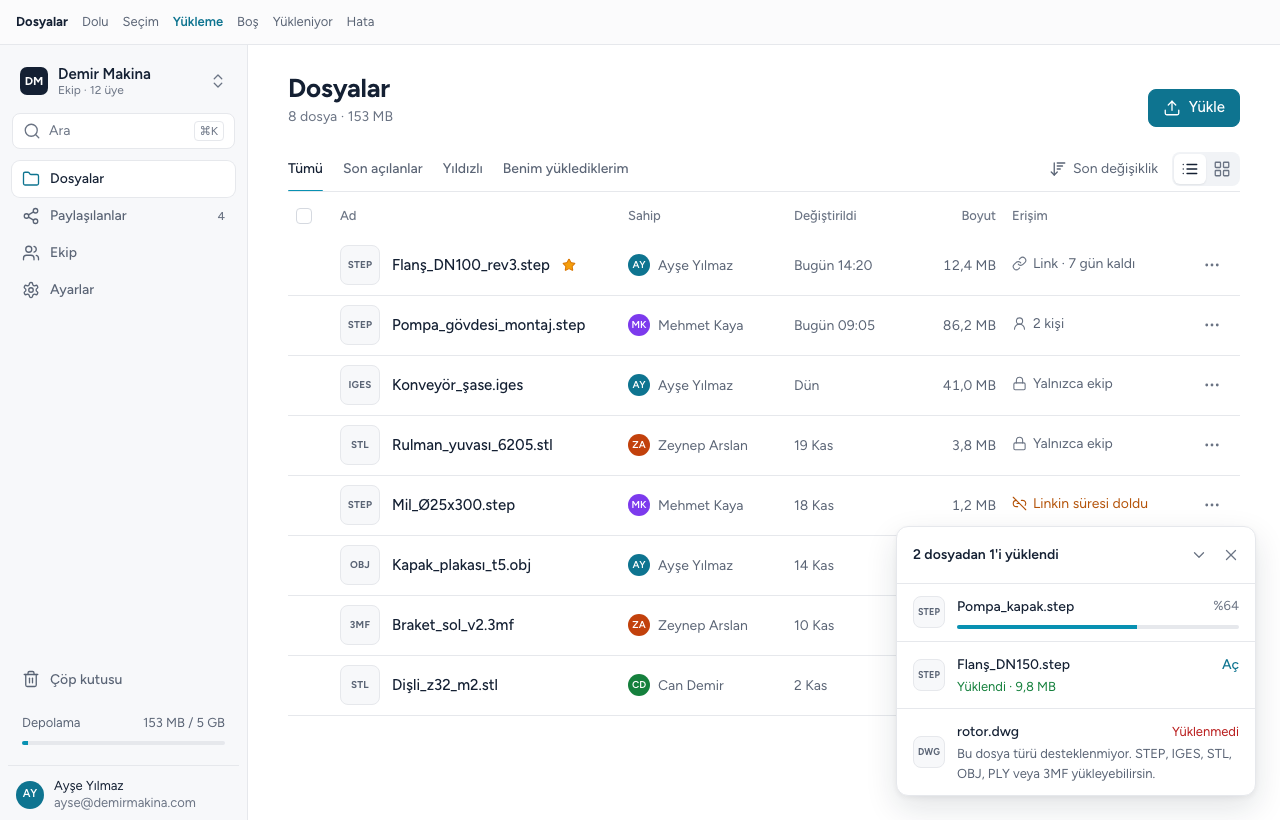 Dosyalar Dolu Seçim Yükleme Boş Yükleniyor Hata
DM
Demir Makina
Ekip · 12 üye
Ara ⌘K
Dosyalar
Paylaşılanlar 4
Ekip
Ayarlar
Çöp kutusu
Depolama 153 MB / 5 GB
AY
Ayşe Yılmaz
ayse@demirmakina.com
Dosyalar
8 dosya · 153 MB
Yükle
Tümü Son açılanlar Yıldızlı Benim yüklediklerim Son değişiklik
Ad Sahip Değiştirildi Boyut Erişim
STEP Flanş_DN100_rev3.step AY Ayşe Yılmaz Bugün 14:20 12,4 MB Link · 7 gün kaldı
STEP Pompa_gövdesi_montaj.step MK Mehmet Kaya Bugün 09:05 86,2 MB 2 kişi
IGES Konveyör_şase.iges AY Ayşe Yılmaz Dün 41,0 MB Yalnızca ekip
STL Rulman_yuvası_6205.stl ZA Zeynep Arslan 19 Kas 3,8 MB Yalnızca ekip
STEP Mil_Ø25x300.step MK Mehmet Kaya 18 Kas 1,2 MB Linkin süresi doldu
OBJ Kapak_plakası_t5.obj AY Ayşe Yılmaz 14 Kas
3MF Braket_sol_v2.3mf ZA Zeynep Arslan 10 Kas
STL Dişli_z32_m2.stl CD Can Demir 2 Kas
2 dosyadan 1'i yüklendi
STEP Pompa_kapak.step %64
STEP Flanş_DN150.step Aç
Yüklendi · 9,8 MB
DWG rotor.dwg Yüklenmedi
Bu dosya türü desteklenmiyor. STEP, IGES, STL,
OBJ, PLY veya 3MF yükleyebilirsin.